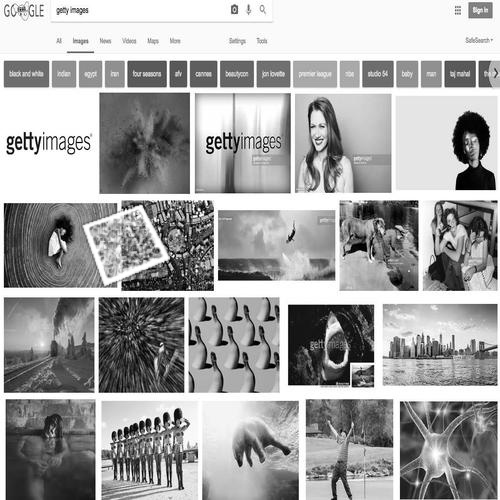 GOOGLE
getty images
Sign in
All Images News Videos Maps More Settings Tools SafeSearch
black and white indian egypt iran four seasons afv cannes beautycon jon lovette premier league nba studio 54 baby man taj mahal the
gettyimages
gettyimages
gettyimages
gettyimages
gettyimages
gettyimages